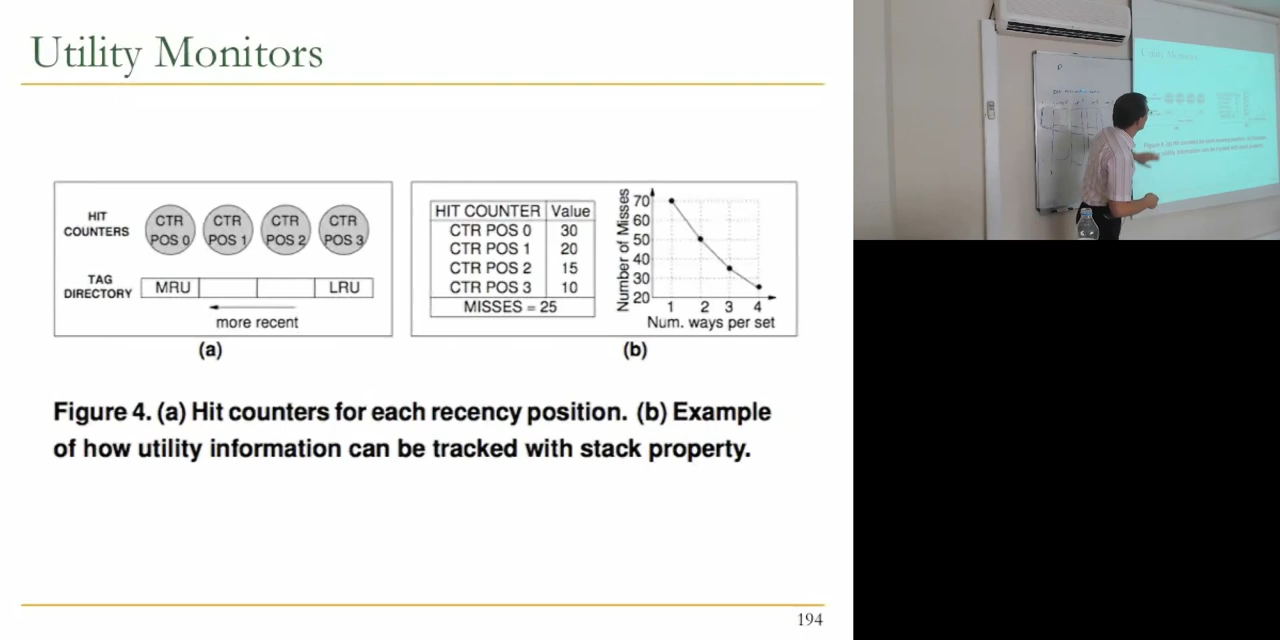 Utility Monitors
HIT
COUNTERS
CTR
POS 0
CTR
POS 1
CTR
POS 2
CTR
POS 3
TAG
DIRECTORY
MRU
LRU
more recent
(a)
HIT COUNTER Value
CTR POS 0 30
CTR POS 1 20
CTR POS 2 15
CTR POS 3 10
MISSES = 25
Number of Misses
70
60
50
40
30
20
1 2 3 4
Num. ways per set
(b)
Figure 4. (a) Hit counters for each recency position. (b) Example
of how utility information can be tracked with stack property.
194
Utility Monitors